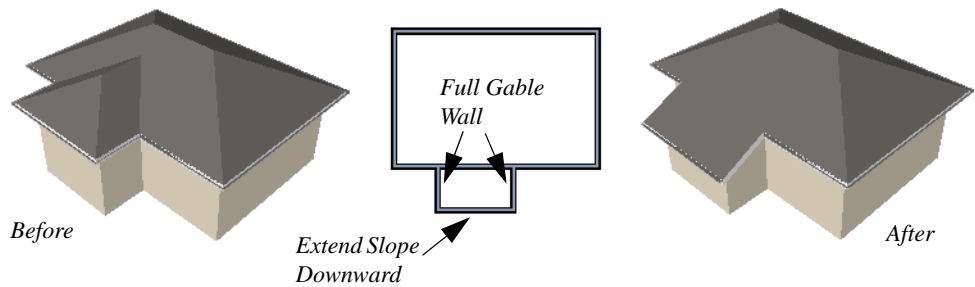 Full Gable
Wall
Before
Extend Slope
Downward
After